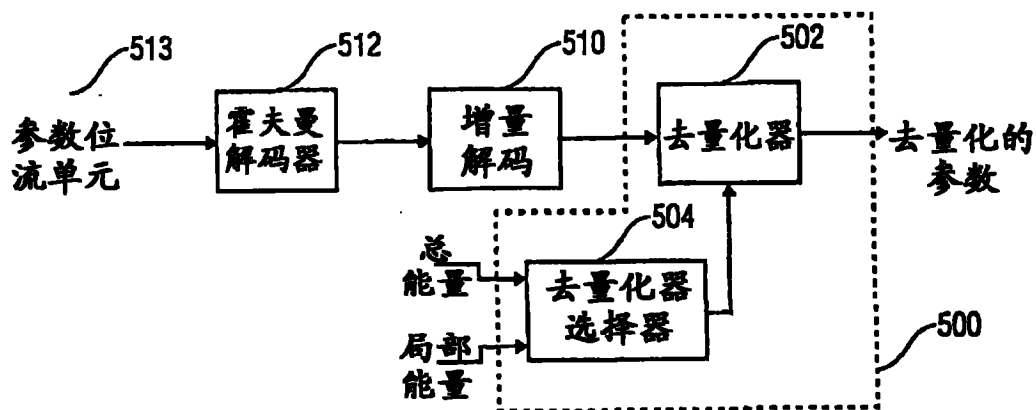 513
512
510
502
参数位
流单元
霍夫曼
解码器
增量
解码
去量化器
去量化的
参数
504
总
能量
去量化器
选择器
局部
能量
500